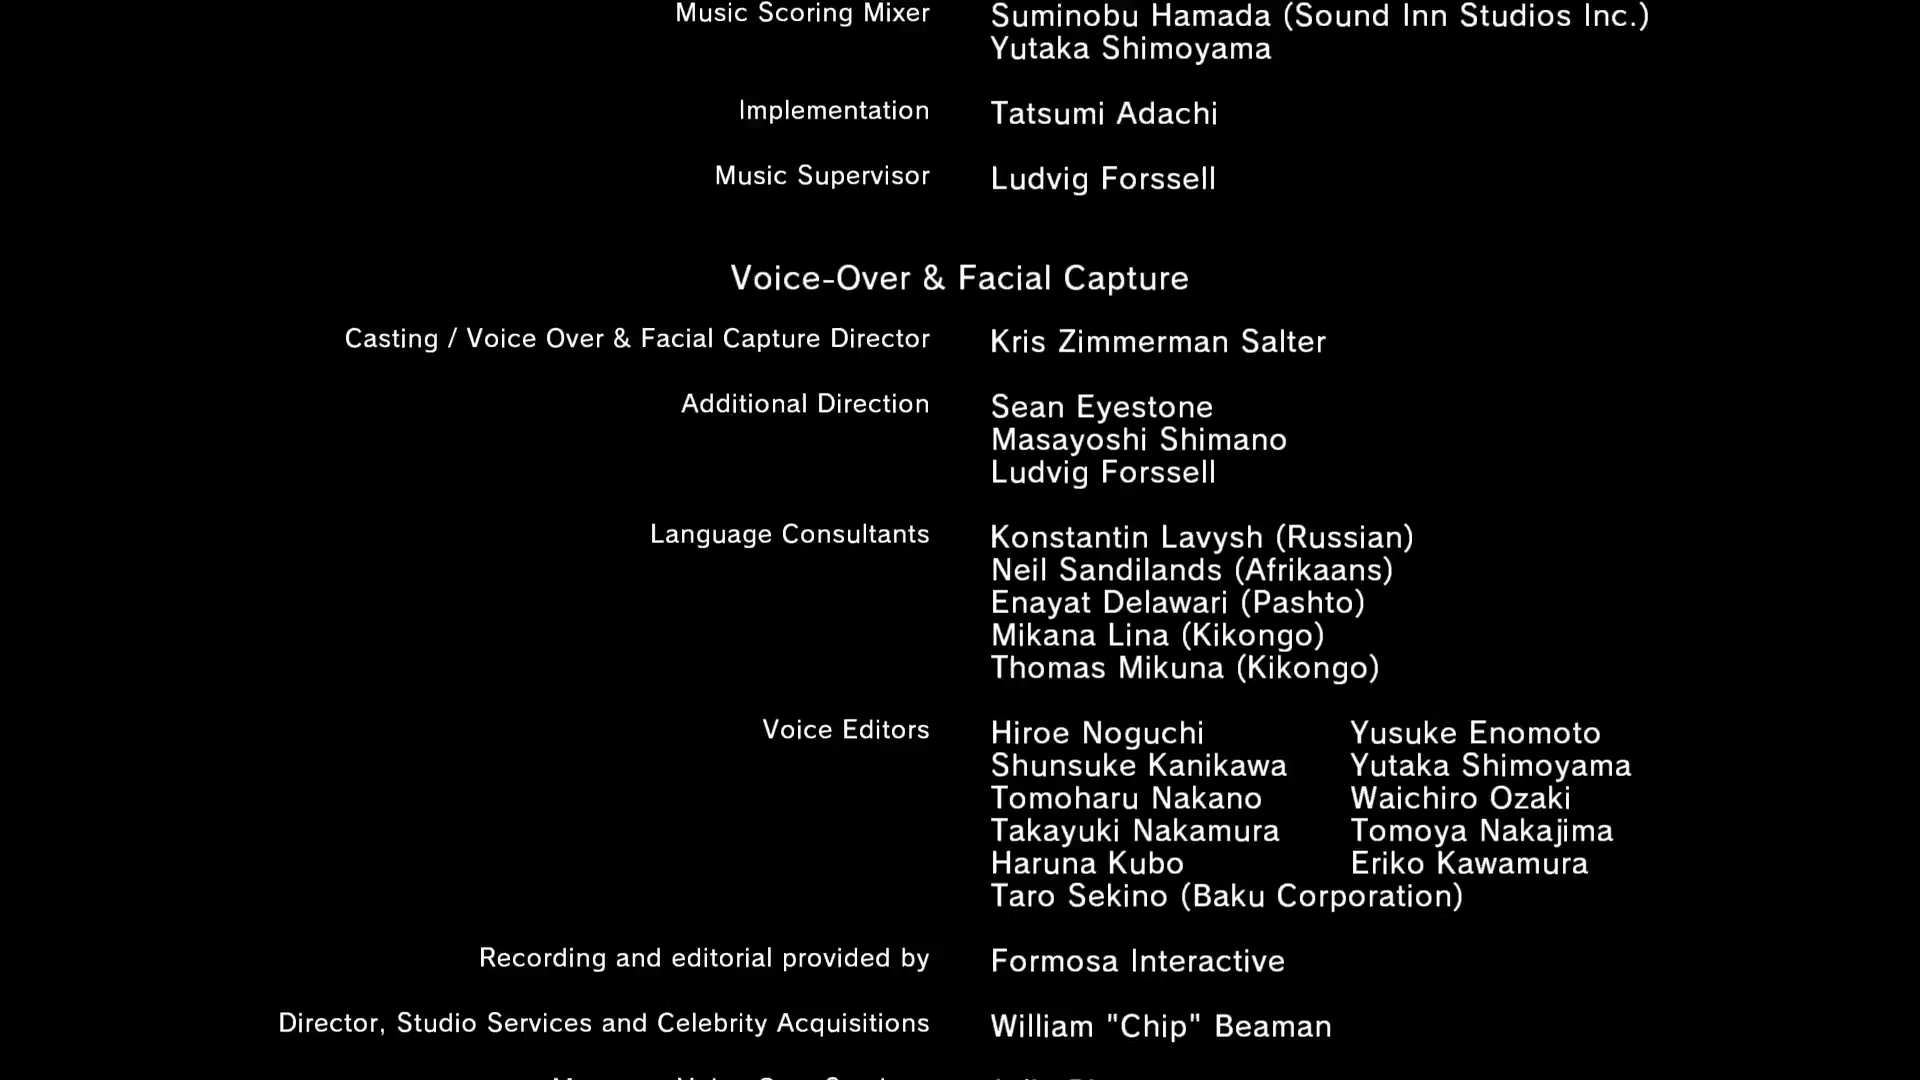 Music Scoring Mixer Suminobu Hamada (Sound Inn Studios Inc.)
Yutaka Shimoyama
Implementation Tatsumi Adachi
Music Supervisor Ludvig Forssell
Voice-Over & Facial Capture
Casting / Voice Over & Facial Capture Director Kris Zimmerman Salter
Additional Direction Sean Eyestone
Masayoshi Shimano
Ludvig Forssell
Language Consultants Konstantin Lavysh (Russian)
Neil Sandilands (Afrikaans)
Enayat Delawari (Pashto)
Mikana Lina (Kikongo)
Thomas Mikuna (Kikongo)
Voice Editors Hiroe Noguchi Yusuke Enomoto
Shunsuke Kanikawa Yutaka Shimoyama
Tomoharu Nakano Waichiro Ozaki
Takayuki Nakamura Tomoya Nakajima
Haruna Kubo Eriko Kawamura
Taro Sekino (Baku Corporation)
Recording and editorial provided by Formosa Interactive
Director, Studio Services and Celebrity Acquisitions William "Chip" Beaman